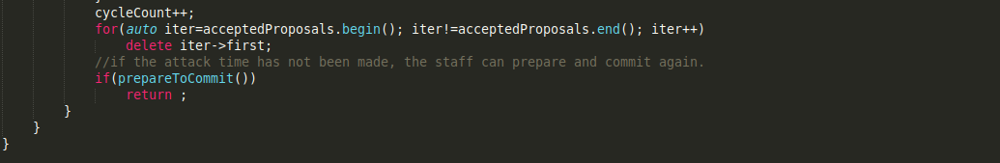 cycleCount++;
for(auto iter=acceptedProposals.begin(); iter!=acceptedProposals.end(); iter++)
delete iter->first;
//if the attack time has not been made, the staff can prepare and commit again.
if(prepareToCommit())
return ;
}
}
}